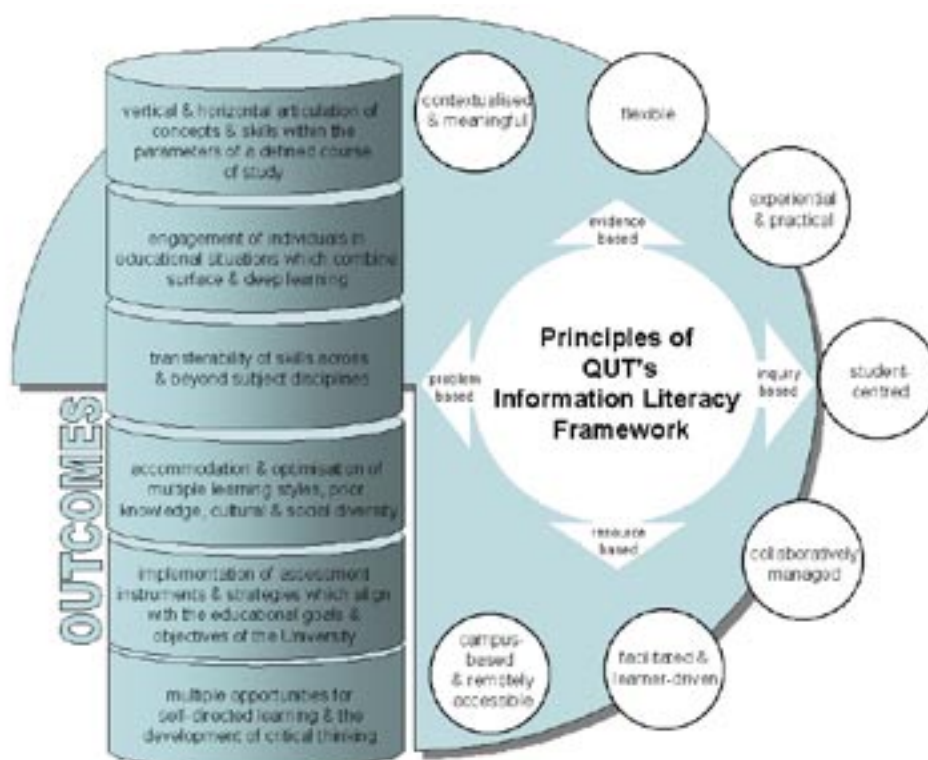 vertical & horizontal articulation of
concepts & skills within the
parameters of a defined course
of study
engagement of individuals in
educational situations which combine
surface & deep learning
transferability of skills across
& beyond subject disciplines
accommodation & optimisation of
multiple learning styles, prior
knowledge, cultural & social diversity
implementation of assessment
instruments & strategies which align
with the educational goals &
objectives of the University
multiple opportunities for
self-directed learning & the
development of critical thinking
OUTCOMES
contextualised
& meaningful
flexible
experiential
& practical
student-
centred
collaboratively
managed
facilitated &
learner-driven
campus-
based
& remotely
accessible
evidence
based
problem
based
inquiry
based
resource
based
Principles of
QUT's
Information Literacy
Framework